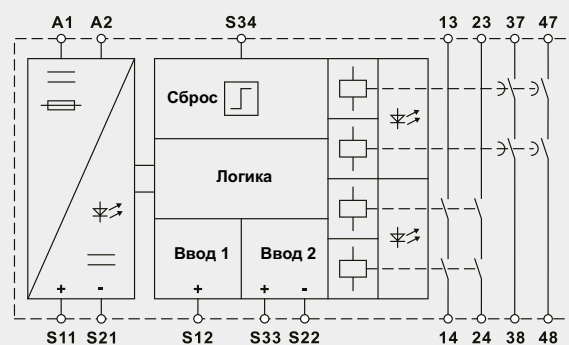 A1 A2 S34 13 23 37 47
Сброс
Логика
Ввод 1 Ввод 2
+ - + + -
S11 S21 S12 S33 S22 14 24 38 48